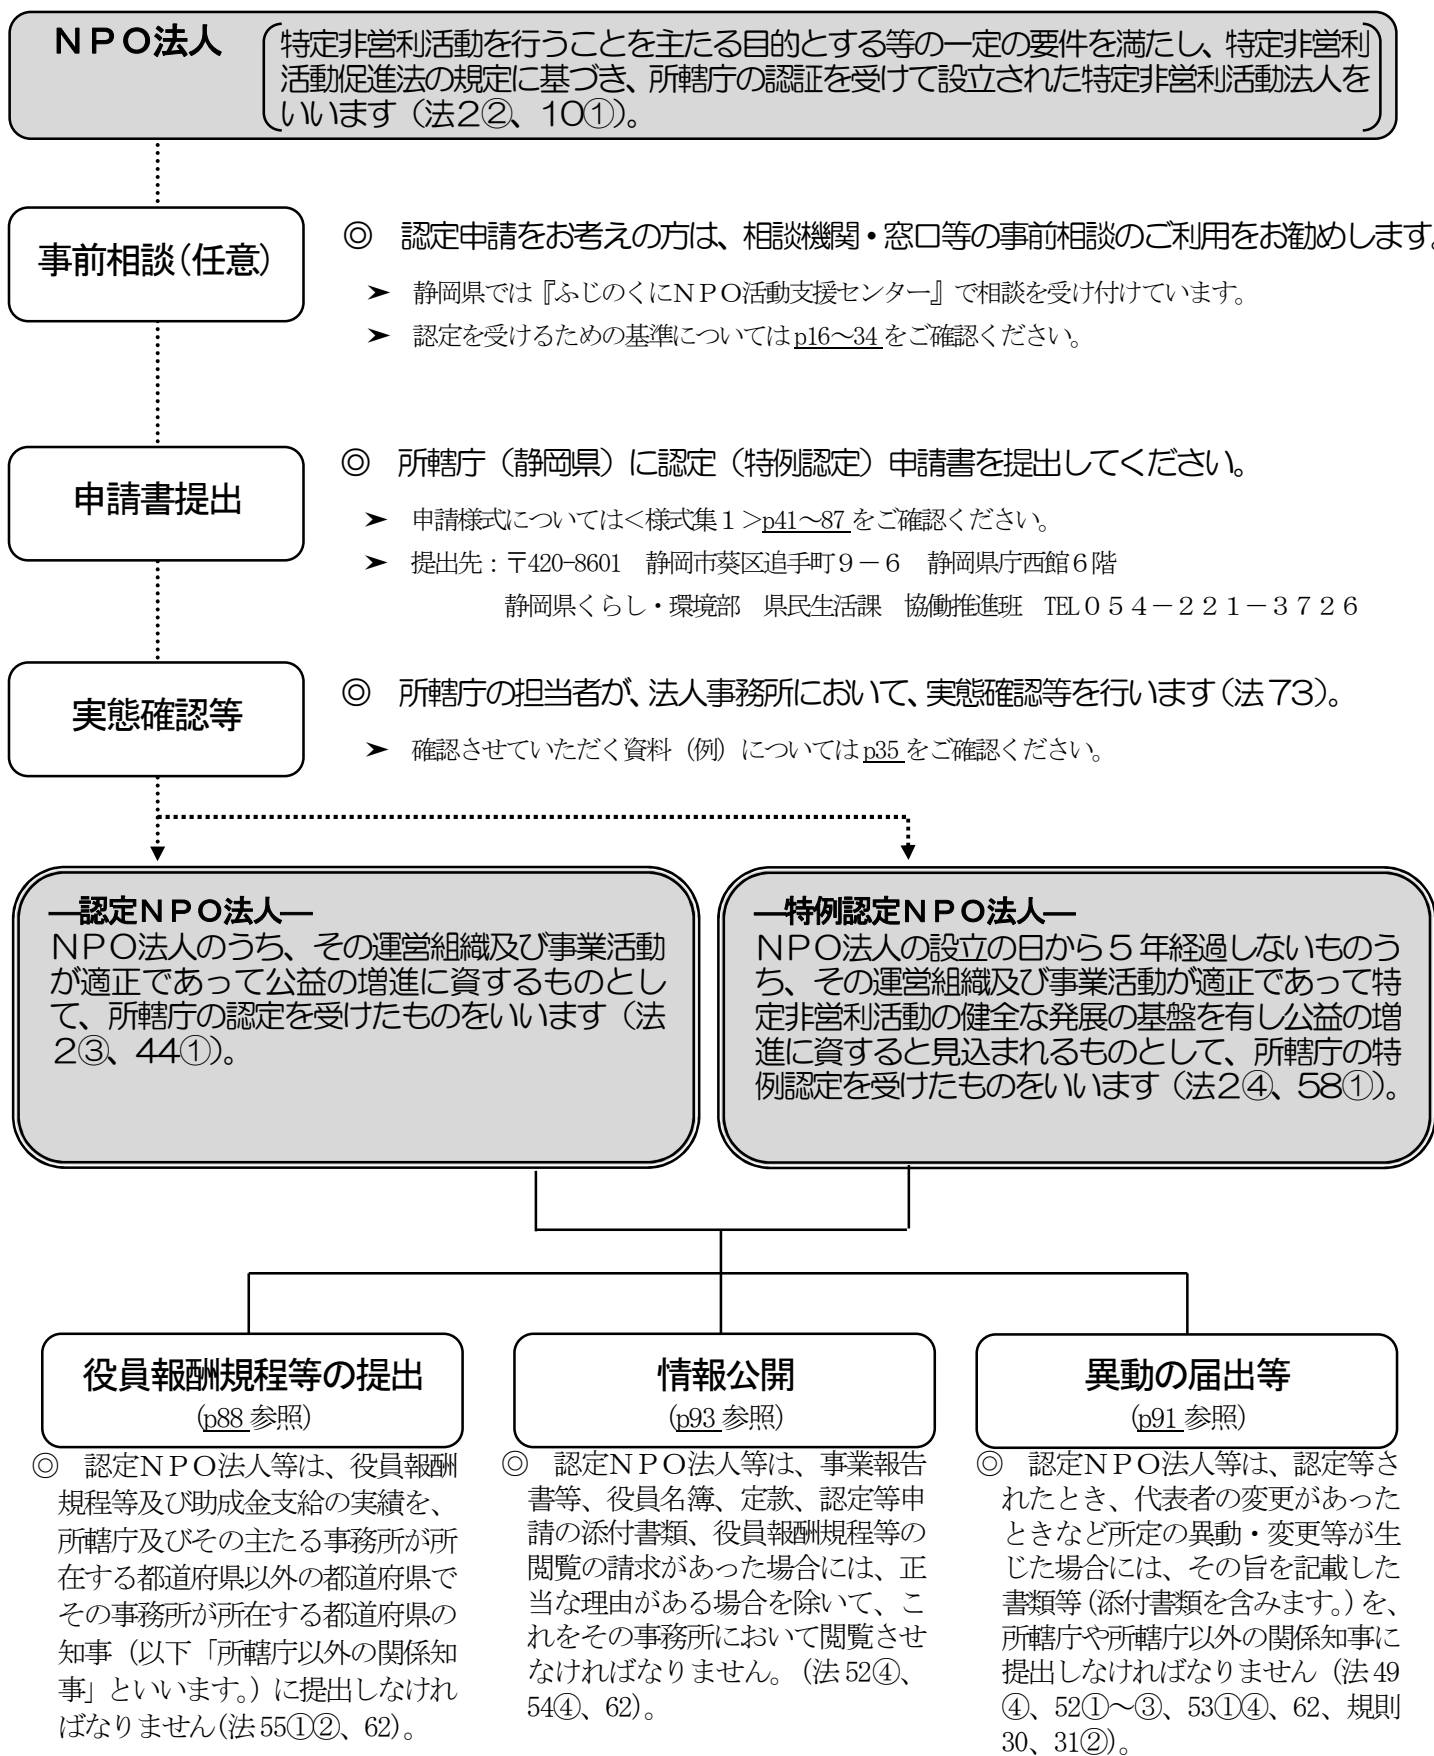 ＮＰＯ法人
特定非営利活動を行うことを主たる目的とする等の一定の要件を満たし、特定非営利
活動促進法の規定に基づき、所轄庁の認証を受けて設立された特定非営利活動法人を
いいます（法２②、１０①）。
事前相談（任意）
◎　認定申請をお考えの方は、相談機関・窓口等の事前相談のご利用をお勧めします。
➤　静岡県では『ふじのくにＮＰＯ活動支援センター』で相談を受け付けています。
➤　認定を受けるための基準については p16～34 をご確認ください。
申請書提出
◎　所轄庁（静岡県）に認定（特例認定）申請書を提出してください。
➤　申請様式については＜様式集１＞p41～87 をご確認ください。
➤　提出先：〒420-8601　静岡市葵区追手町９－６　静岡県庁西館６階
静岡県くらし・環境部　県民生活課　協働推進班　TEL０５４－２２１－３７２６
実態確認等
◎　所轄庁の担当者が、法人事務所において、実態確認等を行います（法 73）。
➤　確認させていただく資料（例）については p35 をご確認ください。
―認定ＮＰＯ法人―
ＮＰＯ法人のうち、その運営組織及び事業活動
が適正であって公益の増進に資するものとし
て、所轄庁の認定を受けたものをいいます（法
２③、44①）。
―特例認定ＮＰＯ法人―
ＮＰＯ法人の設立の日から５年経過しないものう
ち、その運営組織及び事業活動が適正であって特
定非営利活動の健全な発展の基盤を有し公益の増
進に資すると見込まれるものとして、所轄庁の特
例認定を受けたものをいいます（法２④、58①）。
役員報酬規程等の提出
(p88 参照)
◎　認定ＮＰＯ法人等は、役員報酬
規程等及び助成金支給の実績を、
所轄庁及びその主たる事務所が所
在する都道府県以外の都道府県で
その事務所が所在する都道府県の
知事（以下「所轄庁以外の関係知
事」といいます。）に提出しなけれ
ばなりません(法 55①②、62)。
情報公開
(p93 参照)
◎　認定ＮＰＯ法人等は、事業報告
書等、役員名簿、定款、認定等申
請の添付書類、役員報酬規程等の
閲覧の請求があった場合には、正
当な理由がある場合を除いて、こ
れをその事務所において閲覧させ
なければなりません。（法 52④、
54④、62)。
異動の届出等
(p91 参照)
◎　認定ＮＰＯ法人等は、認定等さ
れたとき、代表者の変更があった
ときなど所定の異動・変更等が生
じた場合には、その旨を記載した
書類等（添付書類を含みます。）を、
所轄庁や所轄庁以外の関係知事に
提出しなければなりません（法 49
④、52①～③、53①④、62、規則
30、31②）。